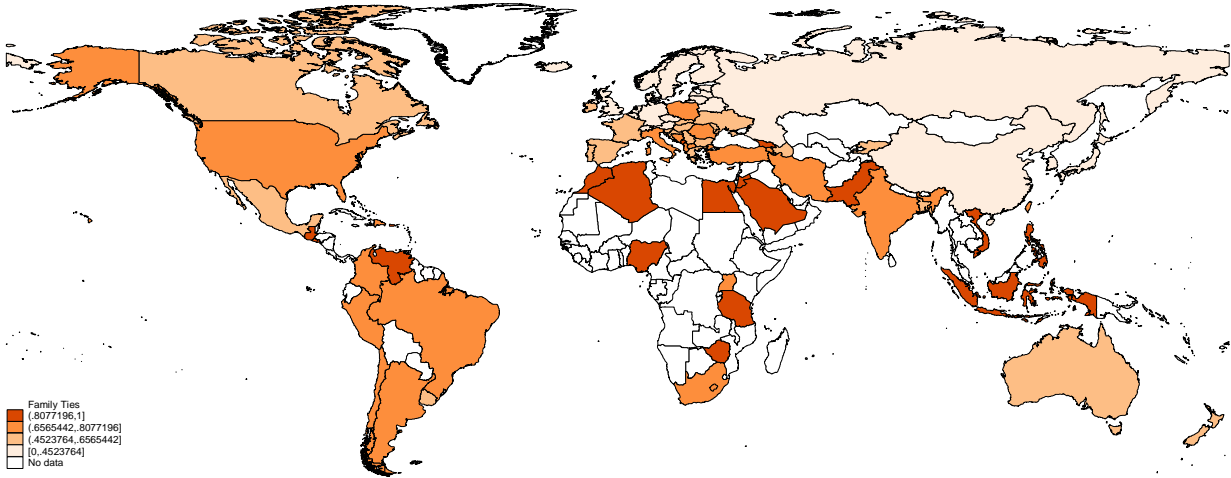 Family Ties
(.8077196,1]
(.6565442,.8077196]
(.4523764,.6565442]
[0,.4523764]
No data